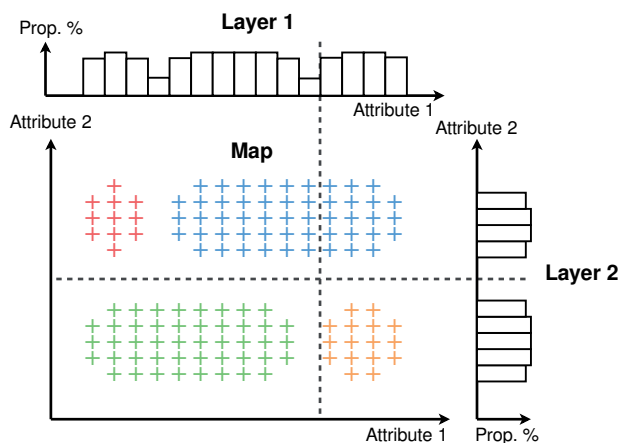 Layer 1
Prop. %
Attribute 1
Attribute 2
Map
Attribute 2
Layer 2
Attribute 1
Prop. %